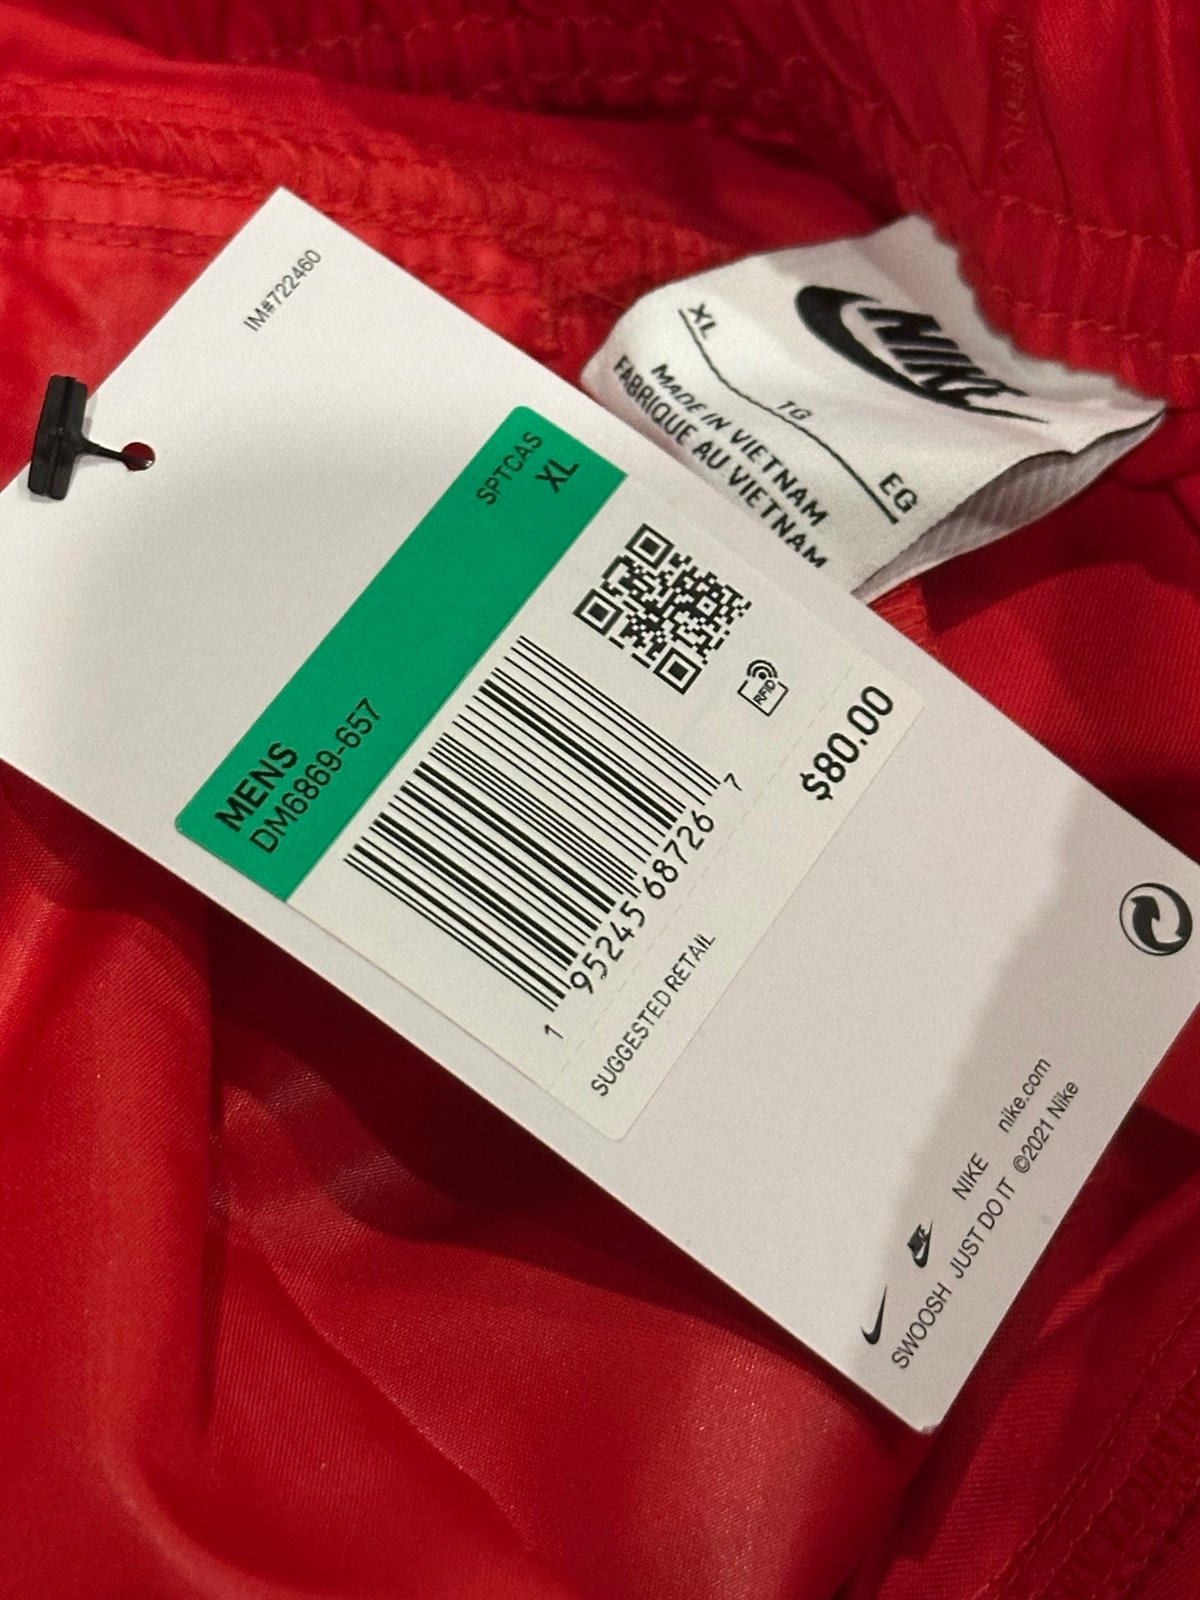 IM#722460
SPTCAS
XL
MENS
DM6869-657
RFID
1 95245 68726 7
SUGGESTED RETAIL
$80.00
NIKE
nike.com
SWOOSH JUST DO IT ©2021 Nike
NIKE
XL TG EG
MADE IN VIETNAM
FABRIQUE AU VIETNAM